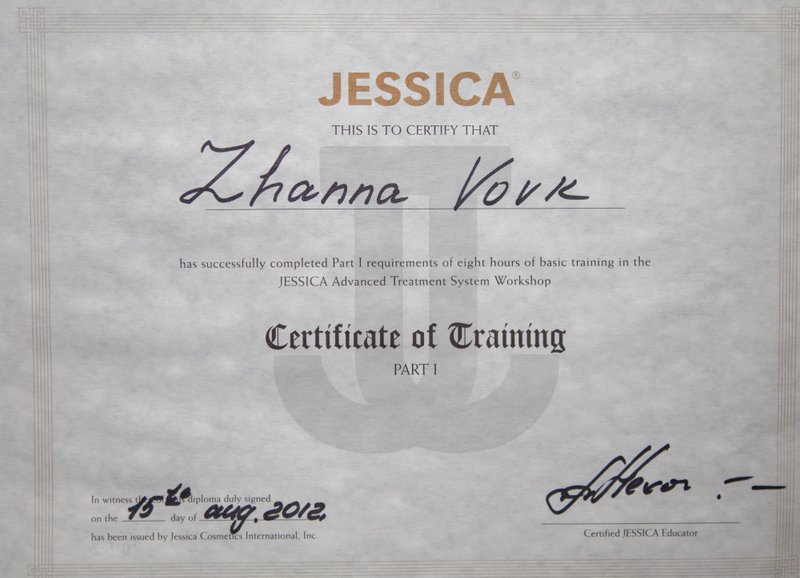 JESSICA®
THIS IS TO CERTIFY THAT
Zhanna Vovk
has successfully completed Part I requirements of eight hours of basic training in the
JESSICA Advanced Treatment System Workshop
Certificate of Training
PART I
In witness diploma duly signed
on the 15 day of aug. 2012.
has been issued by Jessica Cosmetics International, Inc.
Certified JESSICA Educator